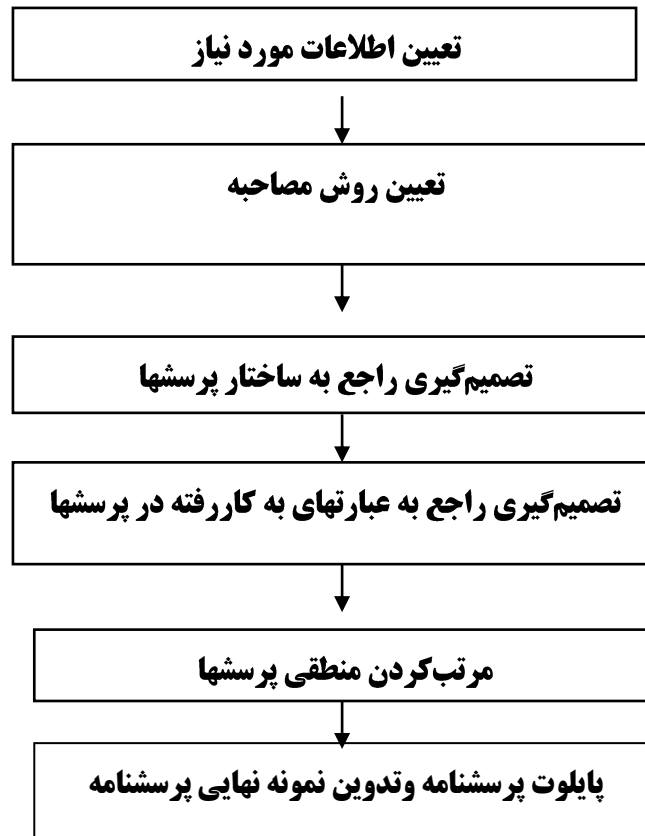 تعیین اطلاعات مورد نیاز
تعیین روش مصاحبه
تصمیم‌گیری راجع به ساختار پرسشها
تصمیم‌گیری راجع به عبارتهای به کاررفته در پرسشها
مرتب‌کردن منطقی پرسشها
پایلوت پرسشنامه وتدوین نمونه نهایی پرسشنامه